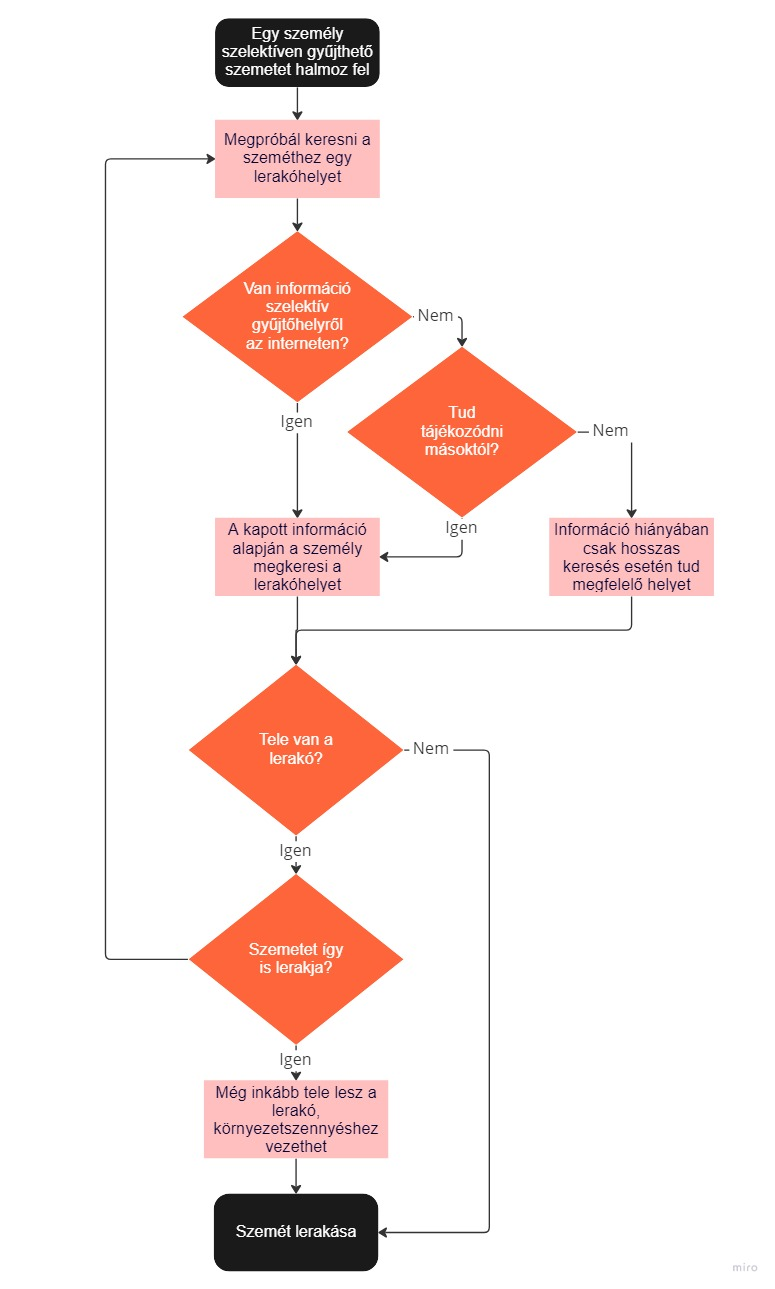 Egy személy
szelektíven gyűjthető
szemetet halmoz fel
Megpróbál keresni a
szeméthez egy
lerakóhelyet
Van információ
szelektív
gyűjtőhelyről
az interneten?
Nem
Tud
tájékozódni
másoktól?
Igen
Nem
A kapott információ
alapján a személy
megkeresi a
lerakóhelyet
Igen
Információ hiányában
csak hosszas
keresés esetén tud
megfelelő helyet
Tele van a
lerakó?
Nem
Igen
Szemetet így
is lerakja?
Igen
Még inkább tele lesz a
lerakó,
környezetszennyéshez
vezethet
Szemét lerakása
miro